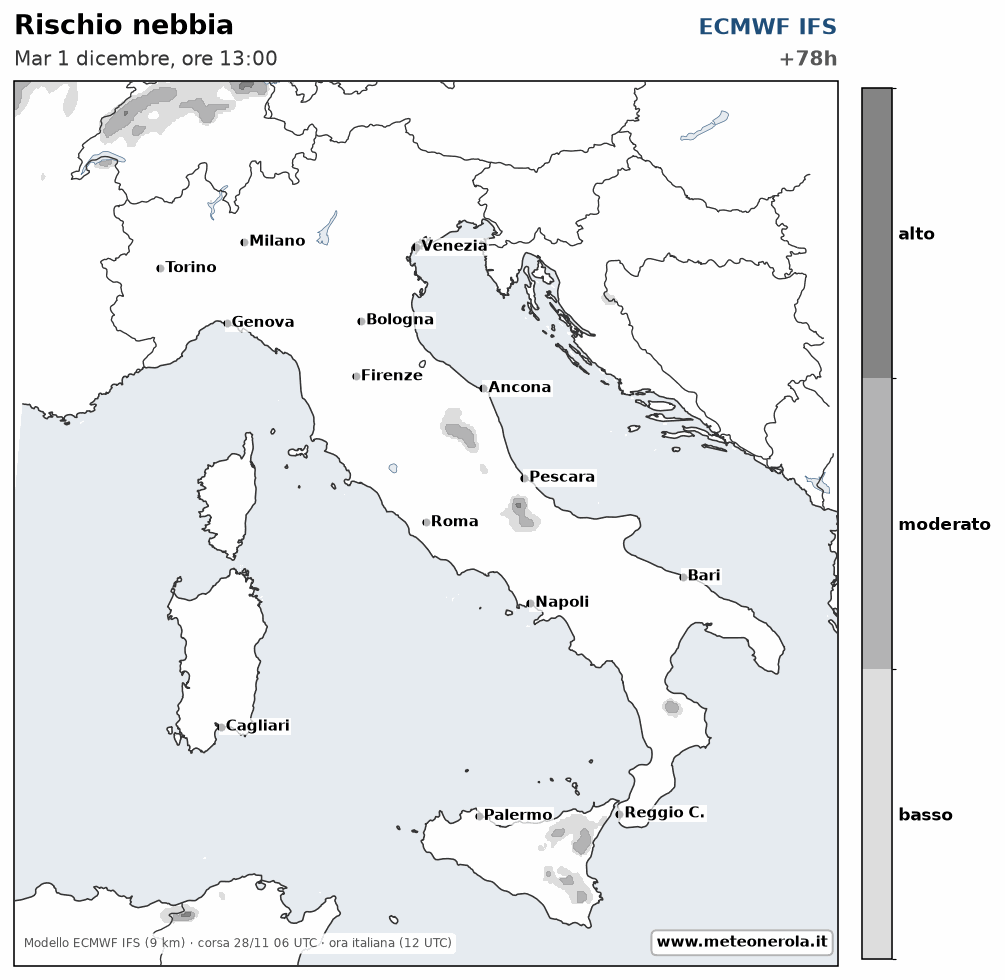 Rischio nebbia
ECMWF IFS
Mar 1 dicembre, ore 13:00
+78h
alto
Milano
Venezia
Torino
Genova
Bologna
Firenze
Ancona
Pescara
Roma
moderato
Bari
Napoli
Cagliari
Palermo
Reggio C.
basso
Modello ECMWF IFS (9 km) · corsa 28/11 06 UTC · ora italiana (12 UTC)
www.meteonerola.it